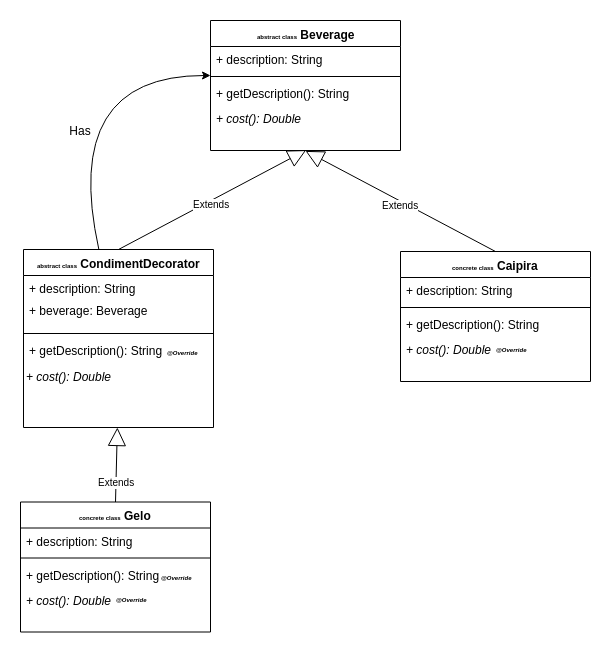 abstract class Beverage
+ description: String
+ getDescription(): String
+ cost(): Double
Has
Extends
Extends
abstract class CondimentDecorator
+ description: String
+ beverage: Beverage
+ getDescription(): String @Override
+ cost(): Double
concrete class Caipira
+ description: String
+ getDescription(): String
+ cost(): Double @Override
Extends
concrete class Gelo
+ description: String
+ getDescription(): String @Override
+ cost(): Double @Override